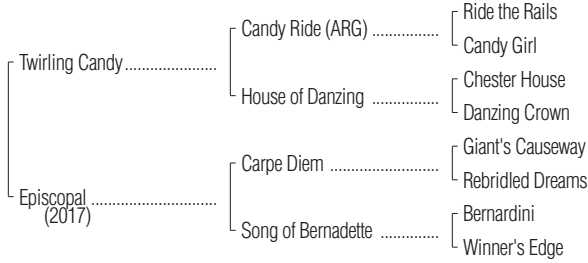 Ride the Rails
Candy Ride (ARG) ................
Candy Girl
Twirling Candy ......................
Chester House
House of Danzing ................
Danzing Crown
Giant's Causeway
Carpe Diem ..........................
Rebridled Dreams
Episcopal ..............................
(2017)
Bernardini
Song of Bernadette ..............
Winner's Edge